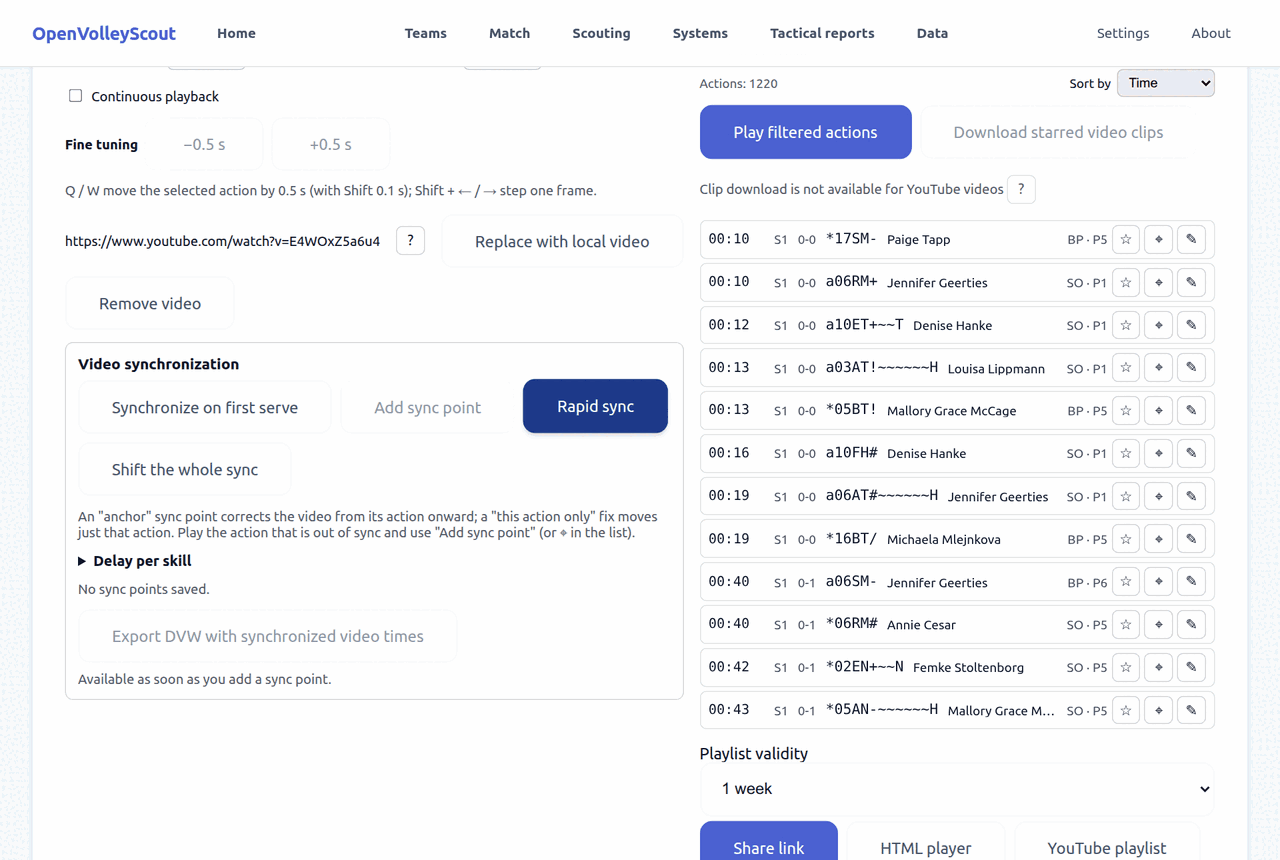 OpenVolleyScout Home Teams Match Scouting Systems Tactical reports Data Settings About
Continuous playback
Fine tuning −0.5 s +0.5 s
Q / W move the selected action by 0.5 s (with Shift 0.1 s); Shift + ← / → step one frame.
https://www.youtube.com/watch?v=E4WOxZ5a6u4 ? Replace with local video
Remove video
Video synchronization
Synchronize on first serve Add sync point Rapid sync
Shift the whole sync
An "anchor" sync point corrects the video from its action onward; a "this action only" fix moves
just that action. Play the action that is out of sync and use "Add sync point" (or ⌖ in the list).
▶ Delay per skill
No sync points saved.
Export DVW with synchronized video times
Available as soon as you add a sync point.
Actions: 1220 Sort by Time
Play filtered actions Download starred video clips
Clip download is not available for YouTube videos ?
00:10 S1 0-0 *17SM- Paige Tapp BP · P5 ☆ ⌖ ✎
00:10 S1 0-0 a06RM+ Jennifer Geerties SO · P1 ☆ ⌖ ✎
00:12 S1 0-0 a10ET+~~T Denise Hanke SO · P1 ☆ ⌖ ✎
00:13 S1 0-0 a03AT!~~~~~~H Louisa Lippmann SO · P1 ☆ ⌖ ✎
00:13 S1 0-0 *05BT! Mallory Grace McCage BP · P5 ☆ ⌖ ✎
00:16 S1 0-0 a10FH# Denise Hanke SO · P1 ☆ ⌖ ✎
00:19 S1 0-0 a06AT#~~~~~~H Jennifer Geerties SO · P1 ☆ ⌖ ✎
00:19 S1 0-0 *16BT/ Michaela Mlejnkova BP · P5 ☆ ⌖ ✎
00:40 S1 0-1 a06SM- Jennifer Geerties BP · P6 ☆ ⌖ ✎
00:40 S1 0-1 *06RM# Annie Cesar SO · P5 ☆ ⌖ ✎
00:42 S1 0-1 *02EN+~~N Femke Stoltenborg SO · P5 ☆ ⌖ ✎
00:43 S1 0-1 *05AN-~~~~~~H Mallory Grace M... SO · P5 ☆ ⌖ ✎
Playlist validity
1 week
Share link HTML player YouTube playlist